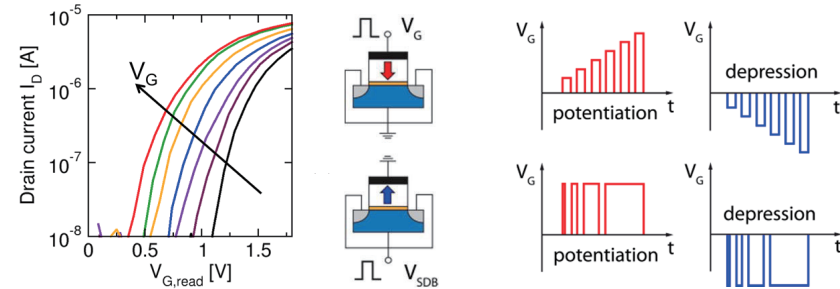 Drain current I_D [A]
10^-5
10^-6
10^-7
10^-8
V_G
0
0.5
1
1.5
V_G,read [V]
V_G
V_SDB
V_G
potentiation
t
V_G
depression
t
V_G
potentiation
t
V_G
depression
t